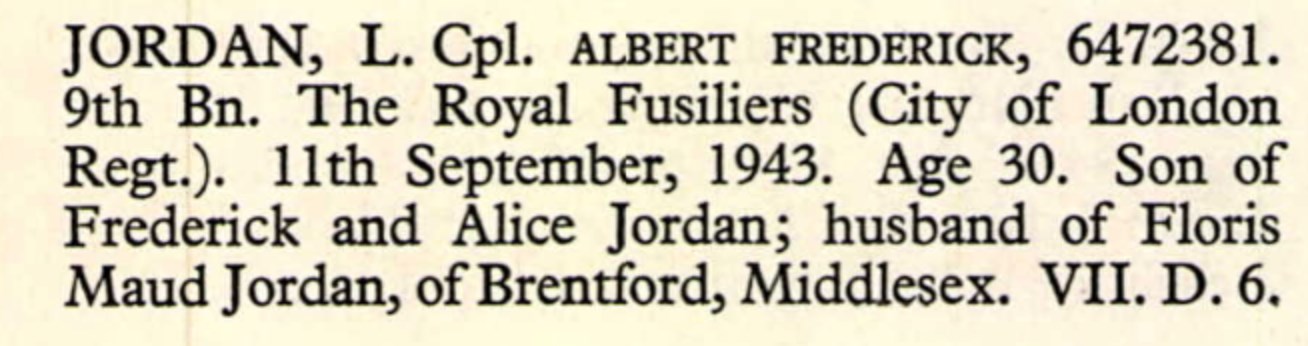 JORDAN, L. Cpl. ALBERT FREDERICK, 6472381.
9th Bn. The Royal Fusiliers (City of London
Regt.). 11th September, 1943. Age 30. Son of
Frederick and Alice Jordan; husband of Floris
Maud Jordan, of Brentford, Middlesex. VII. D. 6.